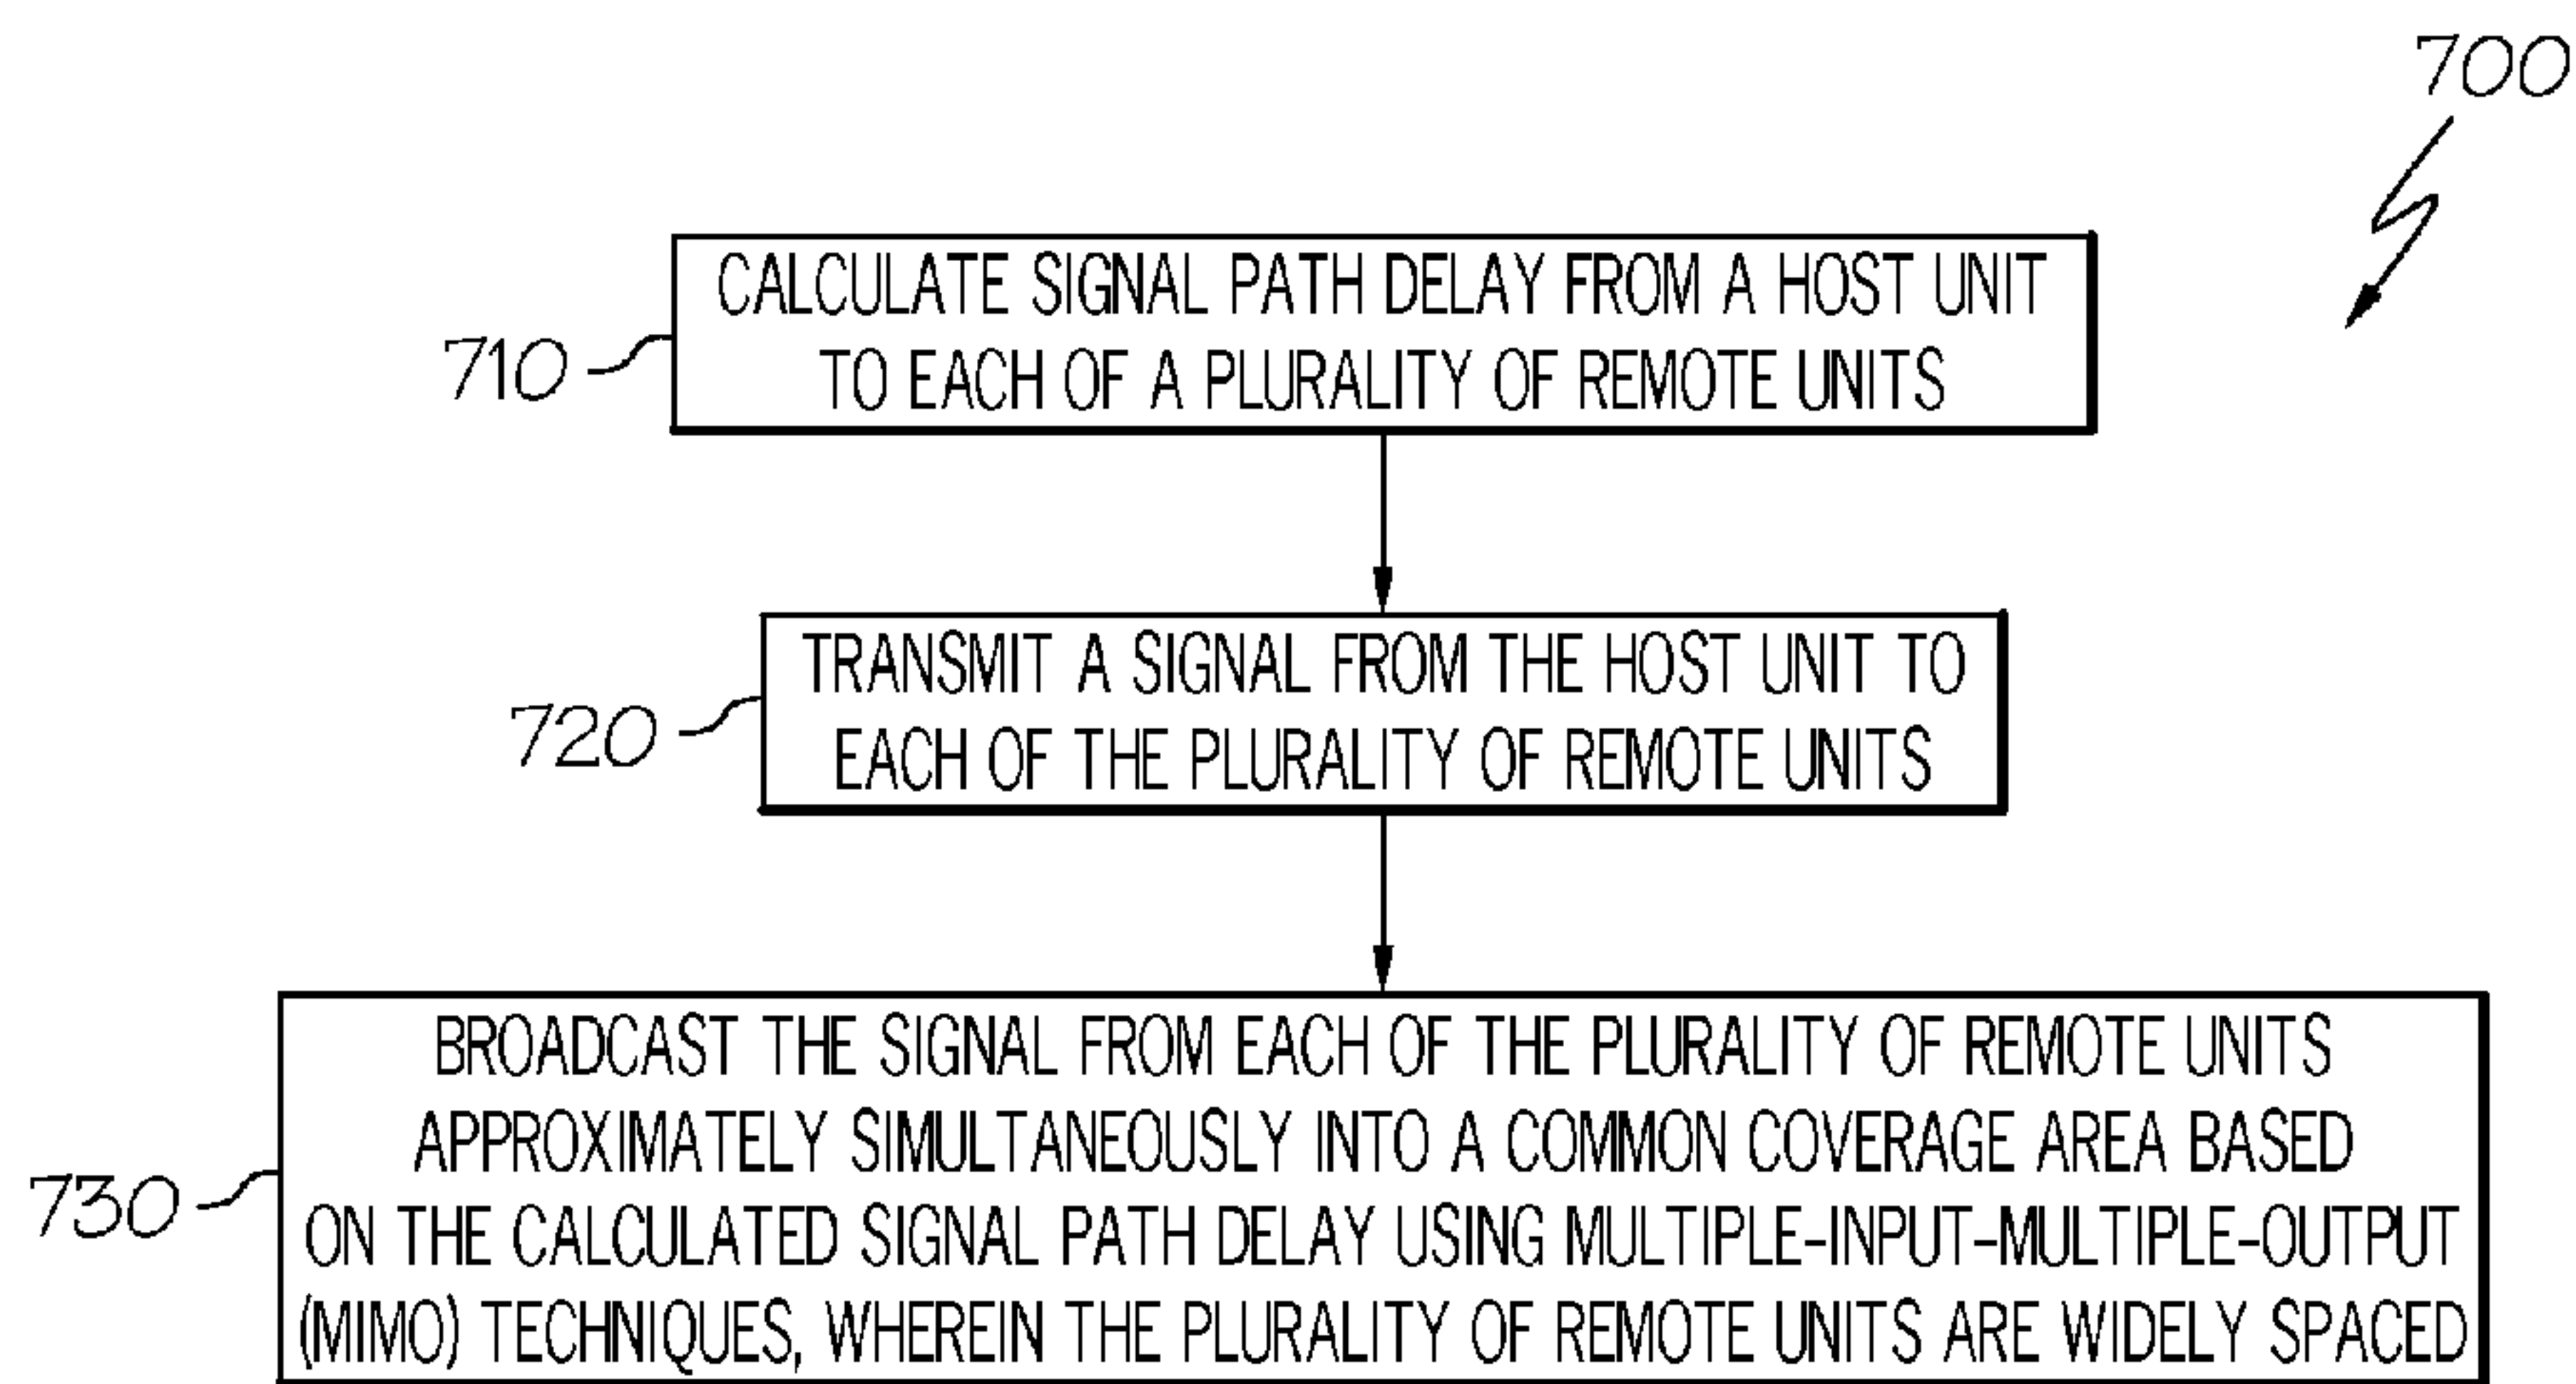 700
CALCULATE SIGNAL PATH DELAY FROM A HOST UNIT
TO EACH OF A PLURALITY OF REMOTE UNITS
710
TRANSMIT A SIGNAL FROM THE HOST UNIT TO
EACH OF THE PLURALITY OF REMOTE UNITS
720
BROADCAST THE SIGNAL FROM EACH OF THE PLURALITY OF REMOTE UNITS
APPROXIMATELY SIMULTANEOUSLY INTO A COMMON COVERAGE AREA BASED
ON THE CALCULATED SIGNAL PATH DELAY USING MULTIPLE-INPUT-MULTIPLE-OUTPUT
(MIMO) TECHNIQUES, WHEREIN THE PLURALITY OF REMOTE UNITS ARE WIDELY SPACED
730